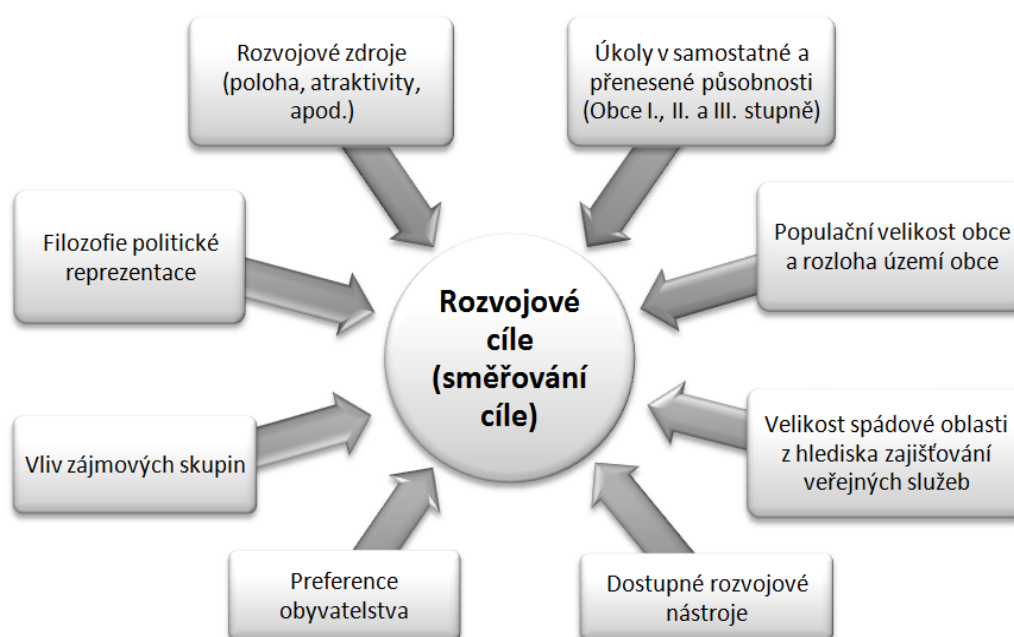 Rozvojové zdroje
(poloha, atraktivity,
apod.)
Úkoly v samostatné a
přenesené působnosti
(Obce I., II. a III. stupně)
Filozofie politické
reprezentace
Populační velikost obce
a rozloha území obce
Rozvojové
cíle
(směřování
cíle)
Vliv zájmových skupin
Velikost spádové oblasti
z hlediska zajišťování
veřejných služeb
Preference
obyvatelstva
Dostupné rozvojové
nástroje